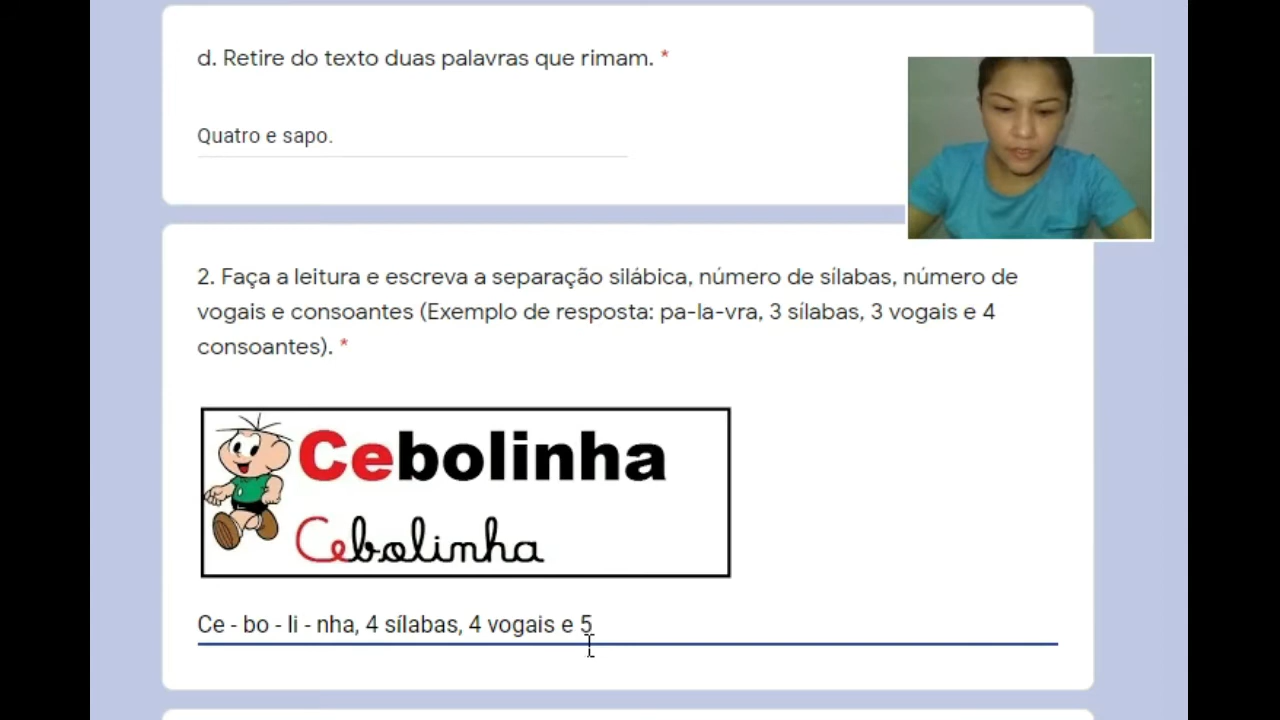 d. Retire do texto duas palavras que rimam. *
Quatro e sapo.
2. Faça a leitura e escreva a separação silábica, número de sílabas, número de
vogais e consoantes (Exemplo de resposta: pa-la-vra, 3 sílabas, 3 vogais e 4
consoantes). *
Cebolinha
Cebolinha
Ce - bo - li - nha, 4 sílabas, 4 vogais e 5